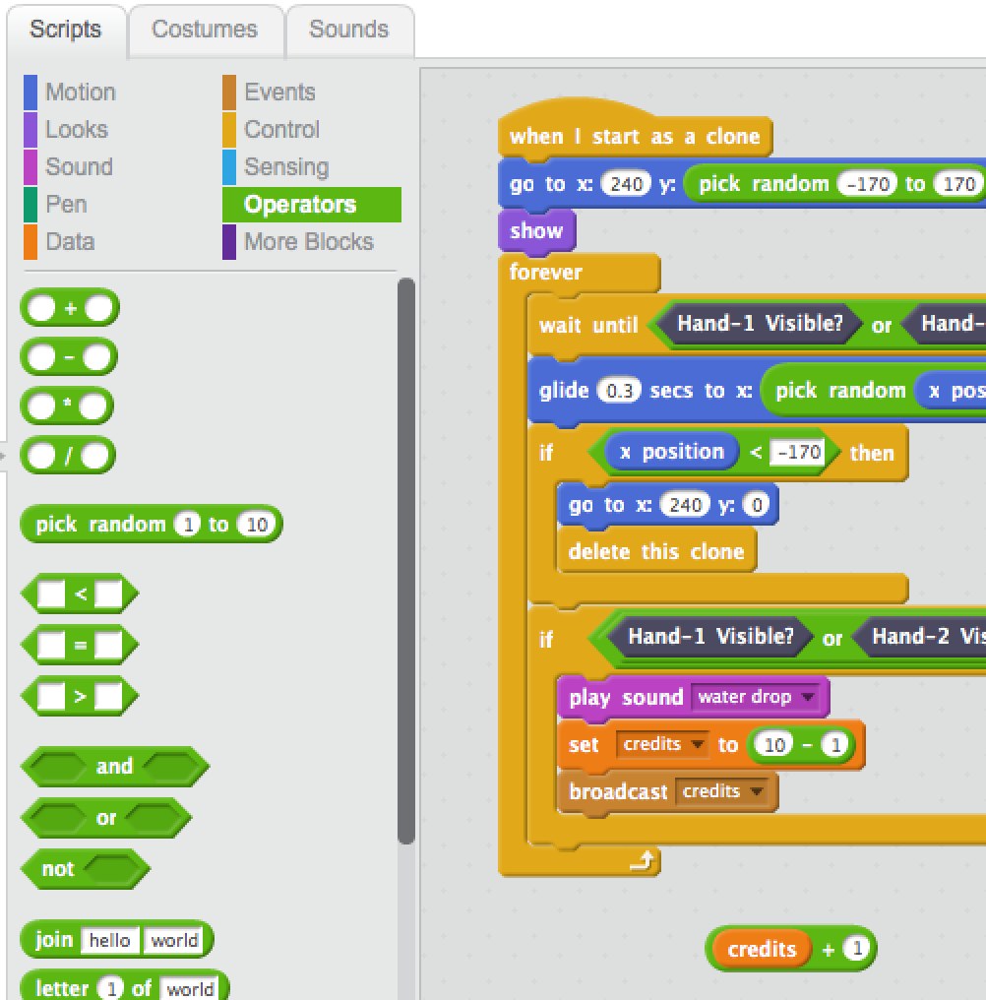 Scripts Costumes Sounds
Motion Events
Looks Control
Sound Sensing
Pen Operators
Data More Blocks
+
-
*
/
pick random 1 to 10
<
=
>
and
or
not
join hello world
letter 1 of world
when I start as a clone
go to x: 240 y: pick random -170 to 170
show
forever
wait until Hand-1 Visible? or Hand-
glide 0.3 secs to x: pick random x pos
if x position < -170 then
go to x: 240 y: 0
delete this clone
if Hand-1 Visible? or Hand-2 Vis
play sound water drop
set credits to 10 - 1
broadcast credits
credits + 1